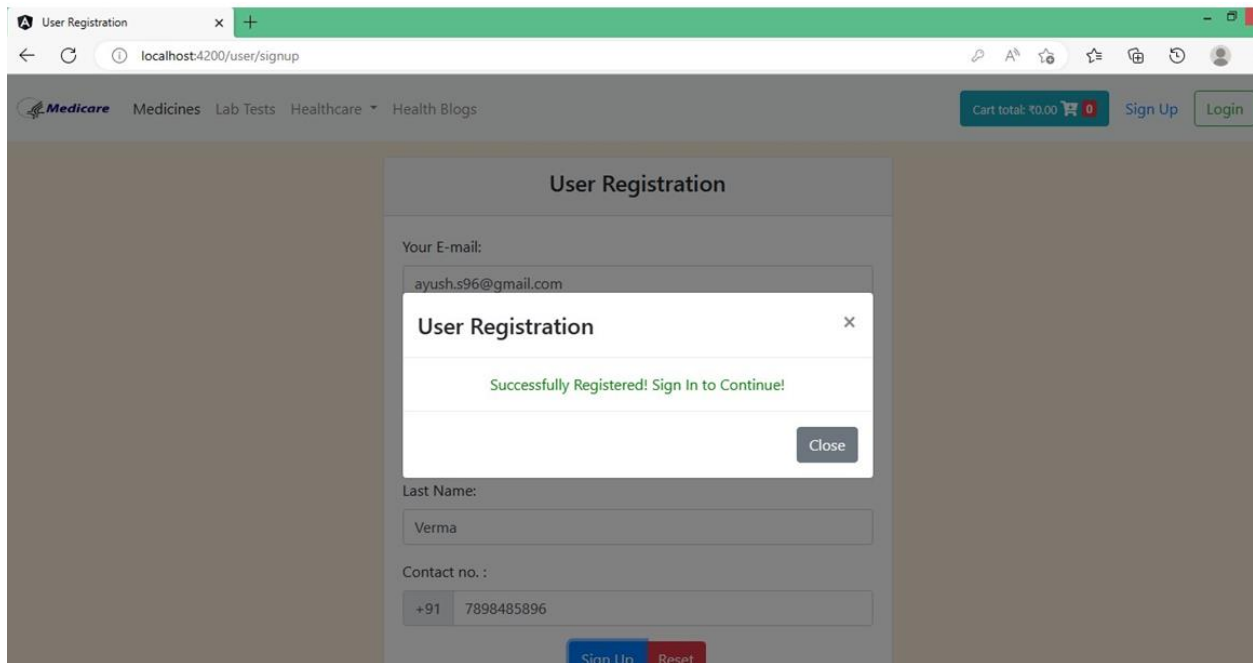 User Registration
localhost:4200/user/signup
Medicare Medicines Lab Tests Healthcare Health Blogs Cart total: ₹0.00 0 Sign Up Login
User Registration
Your E-mail:
ayush.s96@gmail.com
User Registration ×
Successfully Registered! Sign In to Continue!
Close
Last Name:
Verma
Contact no. :
+91 7898485896
Sign Up Reset